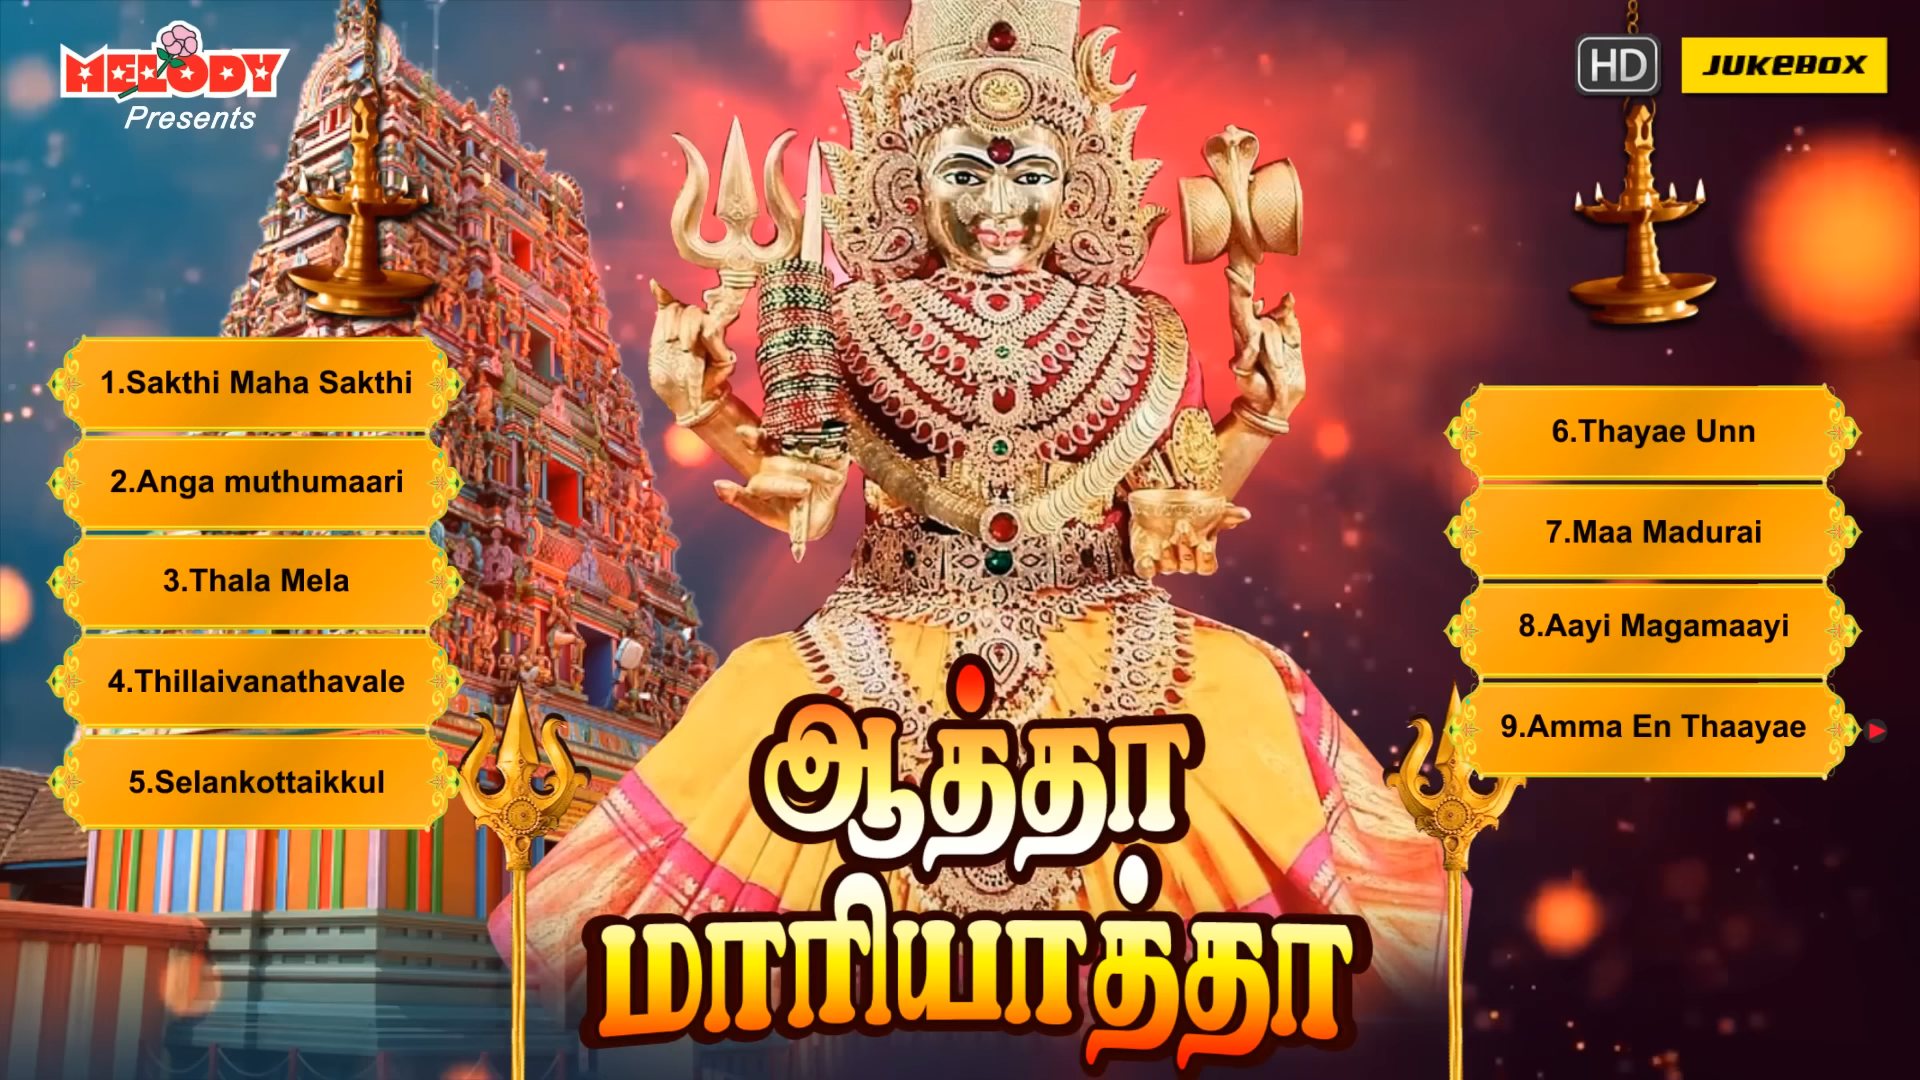 MELODY
Presents
HD
JUKEBOX
1.Sakthi Maha Sakthi
2.Anga muthumaari
3.Thala Mela
4.Thillaivanathavale
5.Selankottaikkul
6.Thayae Unn
7.Maa Madurai
8.Aayi Magamaayi
9.Amma En Thaayae
ஆத்தா
மாரியாத்தா